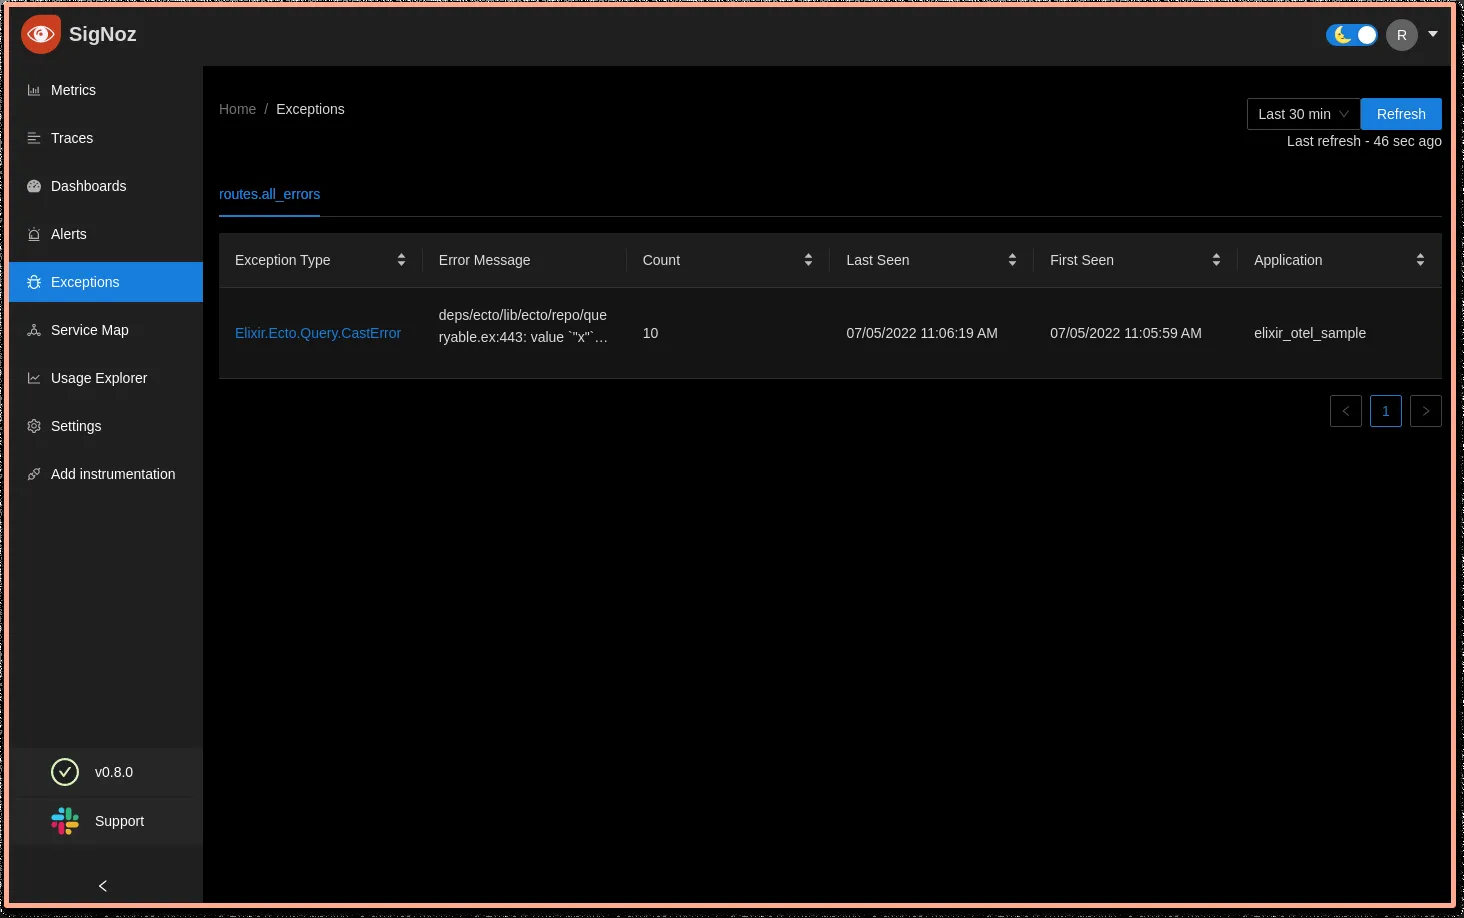 SigNoz
R
Metrics
Traces
Dashboards
Alerts
Exceptions
Service Map
Usage Explorer
Settings
Add instrumentation
v0.8.0
Support
Home / Exceptions
Last 30 min
Refresh
Last refresh - 46 sec ago
routes.all_errors
Exception Type Error Message Count Last Seen First Seen Application
Elixir.Ecto.Query.CastError
deps/ecto/lib/ecto/repo/que
ryable.ex:443: value `"x"`...
10
07/05/2022 11:06:19 AM
07/05/2022 11:05:59 AM
elixir_otel_sample
1